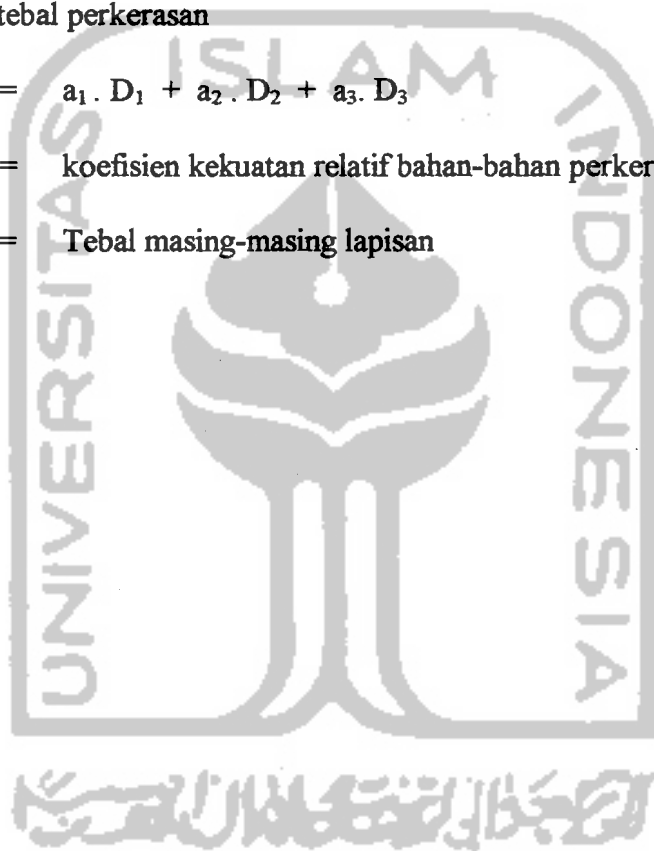 tebal perkerasan
= a₁ . D₁ + a₂ . D₂ + a₃. D₃
= koefisien kekuatan relatif bahan-bahan perker
= Tebal masing-masing lapisan
ISLAM
UNIVERSITAS
INDONESIA